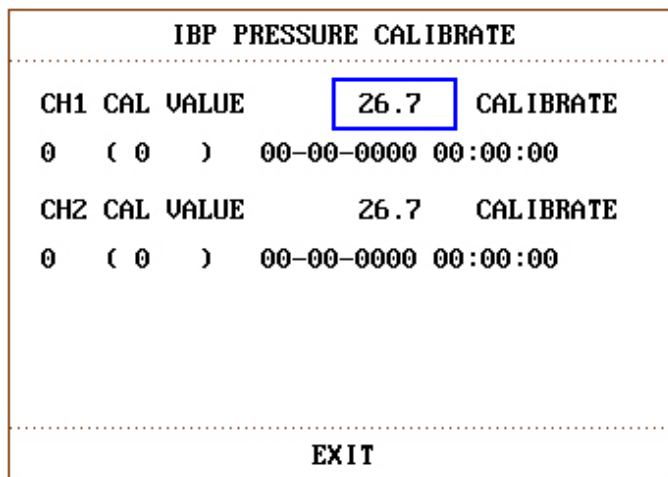 IBP PRESSURE CALIBRATE
CH1 CAL VALUE 26.7 CALIBRATE
0 ( 0 ) 00-00-0000 00:00:00
CH2 CAL VALUE 26.7 CALIBRATE
0 ( 0 ) 00-00-0000 00:00:00
EXIT